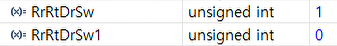 (x)= RrRtDrSw unsigned int 1
(x)= RrRtDrSw1 unsigned int 0